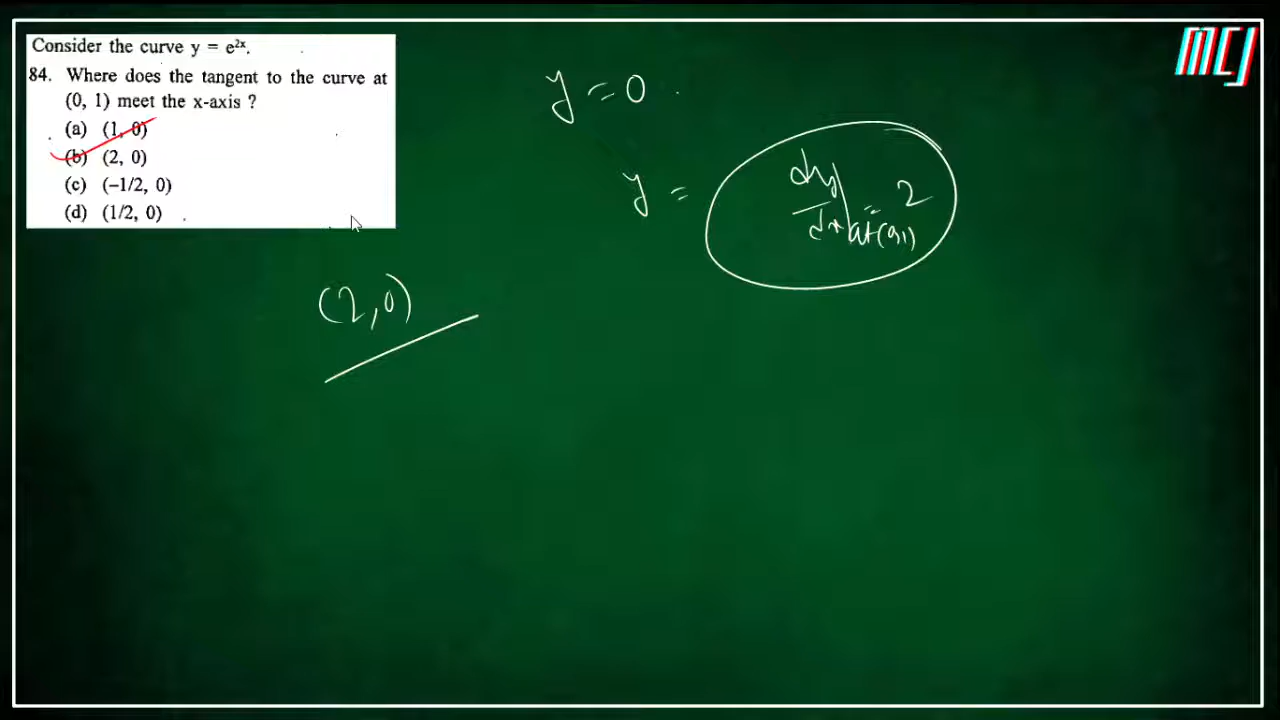 MCJ
Consider the curve y = e²ˣ.
84. Where does the tangent to the curve at
(0, 1) meet the x-axis ?
(a) (1, 0)
(b) (2, 0)
(c) (–1/2, 0)
(d) (1/2, 0)
y = 0
y =
dy/dx at (0,1) = 2
(2, 0)